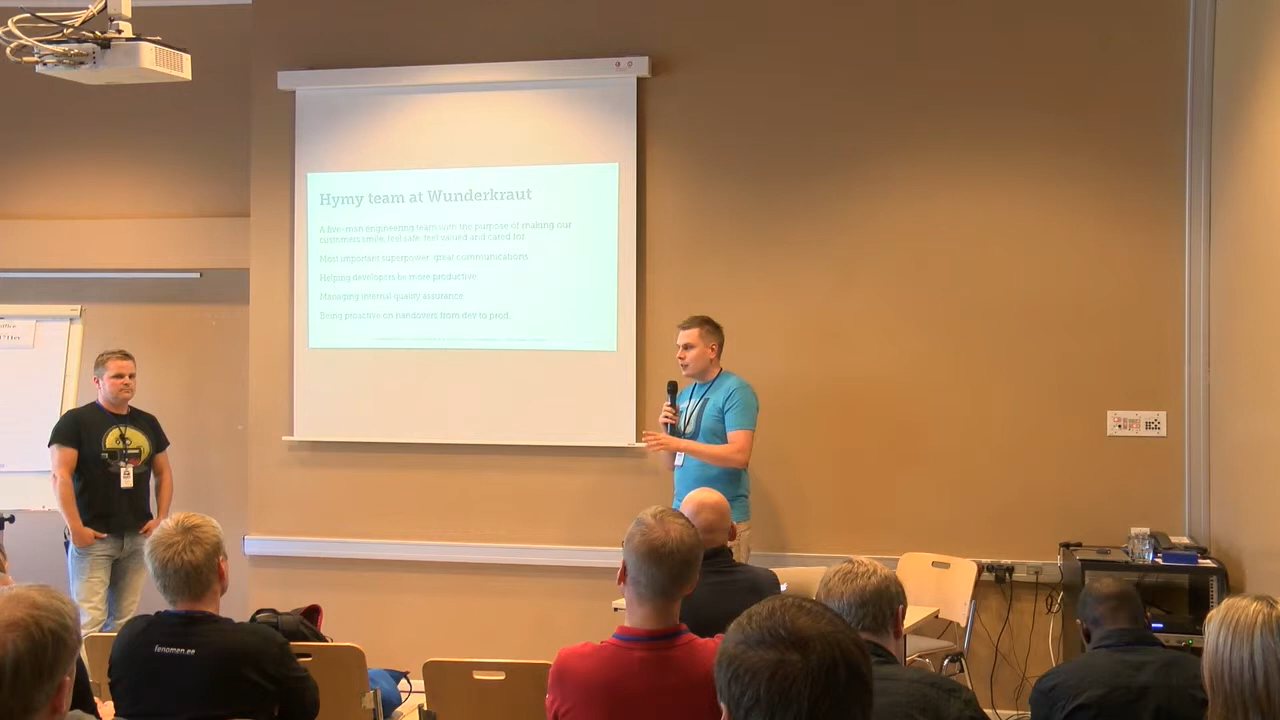 Hymy team at Wunderkraut
A five-man engineering team with the purpose of making our
customers smile, feel safe, feel valued and cared for.
Most important superpower: great communications
Helping developers be more productive
Managing internal quality assurance
Being proactive on handovers from dev to prod.
fenomen.ee